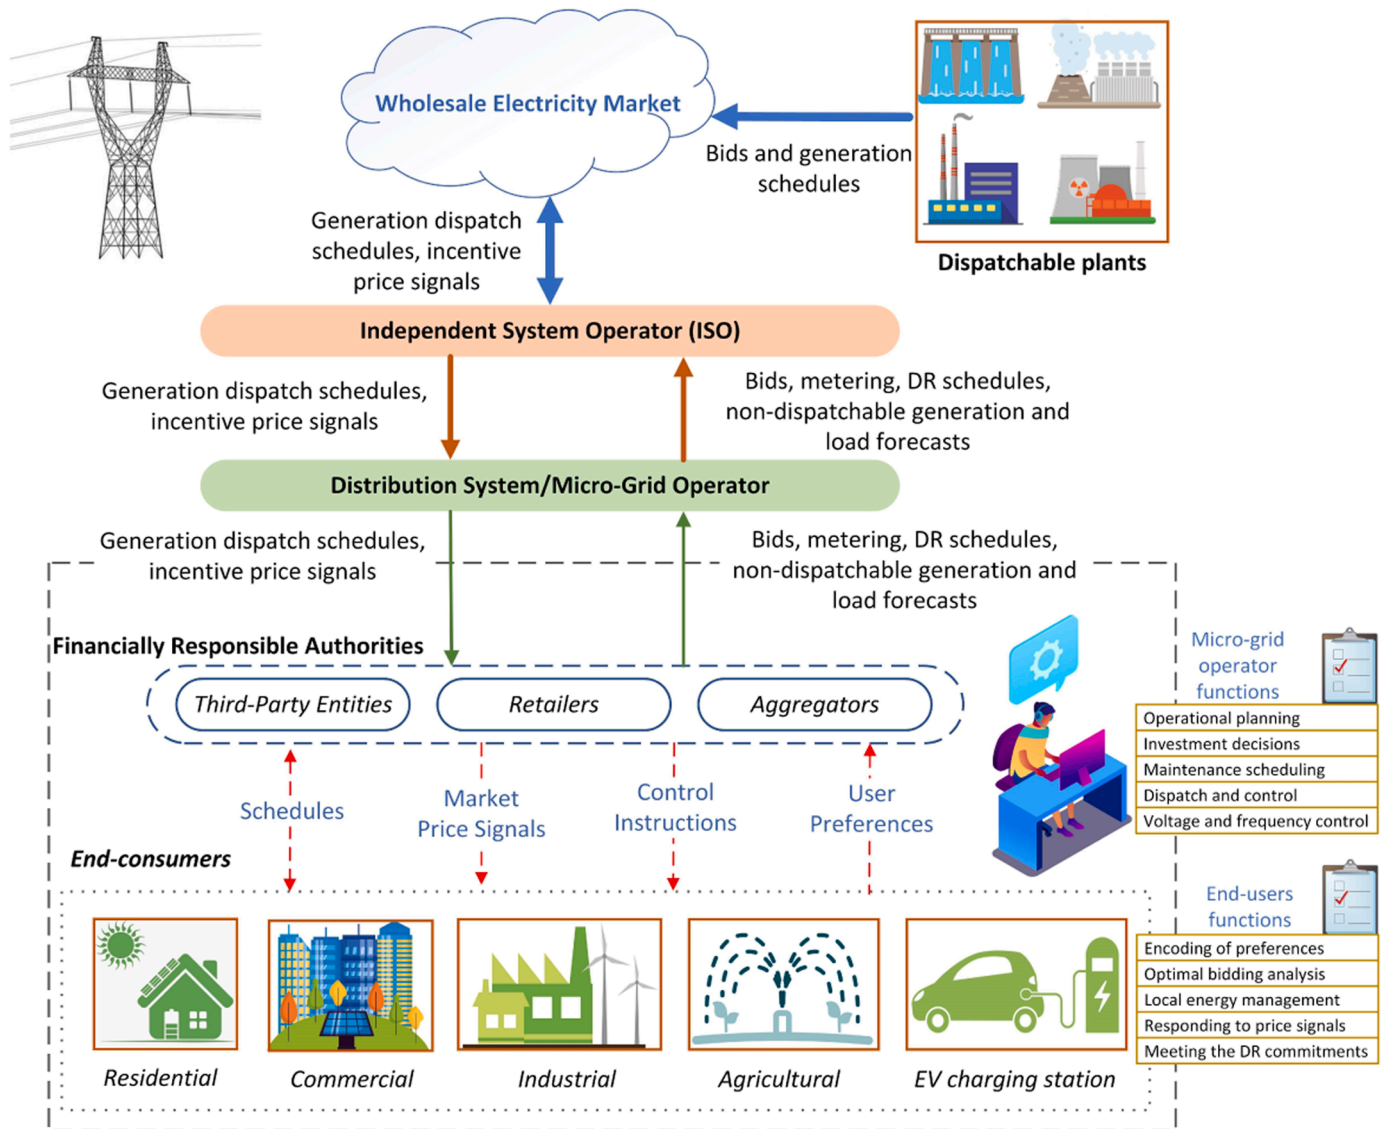 Wholesale Electricity Market
Bids and generation
schedules
Dispatchable plants
Generation dispatch
schedules, incentive
price signals
Independent System Operator (ISO)
Generation dispatch schedules,
incentive price signals
Bids, metering, DR schedules,
non-dispatchable generation and
load forecasts
Distribution System/Micro-Grid Operator
Generation dispatch schedules,
incentive price signals
Bids, metering, DR schedules,
non-dispatchable generation and
load forecasts
Financially Responsible Authorities
Third-Party Entities
Retailers
Aggregators
Schedules
Market
Price Signals
Control
Instructions
User
Preferences
Micro-grid
operator
functions
Operational planning
Investment decisions
Maintenance scheduling
Dispatch and control
Voltage and frequency control
End-consumers
End-users
functions
Encoding of preferences
Optimal bidding analysis
Local energy management
Responding to price signals
Meeting the DR commitments
Residential
Commercial
Industrial
Agricultural
EV charging station